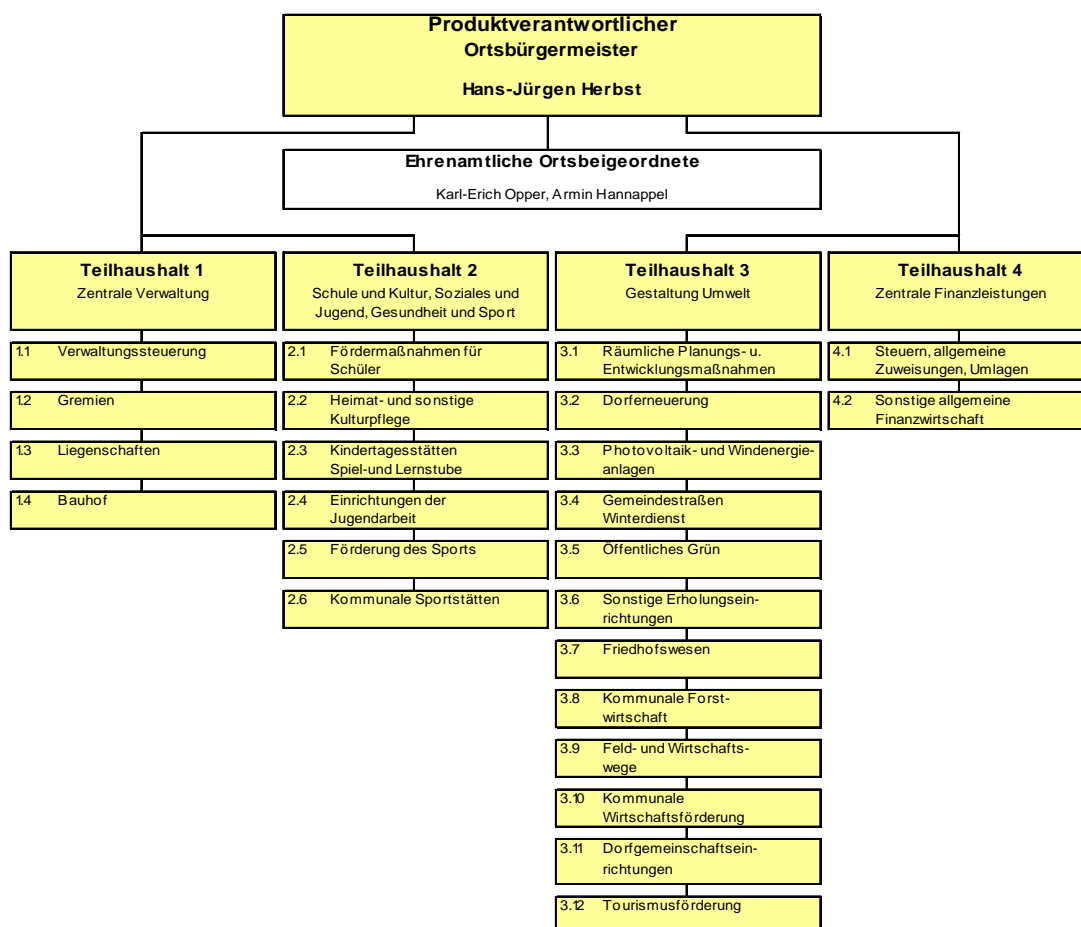 Produktverantwortlicher
Ortsbürgermeister
Hans-Jürgen Herbst
Ehrenamtliche Ortsbeigeordnete
Karl-Erich Opper, Armin Hannappel
Teilhaushalt 1
Zentrale Verwaltung
1.1 Verwaltungssteuerung
1.2 Gremien
1.3 Liegenschaften
1.4 Bauhof
Teilhaushalt 2
Schule und Kultur, Soziales und
Jugend, Gesundheit und Sport
2.1 Fördermaßnahmen für
Schüler
2.2 Heimat- und sonstige
Kulturpflege
2.3 Kindertagesstätten
Spiel-und Lernstube
2.4 Einrichtungen der
Jugendarbeit
2.5 Förderung des Sports
2.6 Kommunale Sportstätten
Teilhaushalt 3
Gestaltung Umwelt
3.1 Räumliche Planungs- u.
Entwicklungsmaßnahmen
3.2 Dorferneuerung
3.3 Photovoltaik- und Windenergie-
anlagen
3.4 Gemeindestraßen
Winterdienst
3.5 Öffentliches Grün
3.6 Sonstige Erholungsein-
richtungen
3.7 Friedhofswesen
3.8 Kommunale Forst-
wirtschaft
3.9 Feld- und Wirtschafts-
wege
3.10 Kommunale
Wirtschaftsförderung
3.11 Dorfgemeinschaftsein-
richtungen
3.12 Tourismusförderung
Teilhaushalt 4
Zentrale Finanzleistungen
4.1 Steuern, allgemeine
Zuweisungen, Umlagen
4.2 Sonstige allgemeine
Finanzwirtschaft